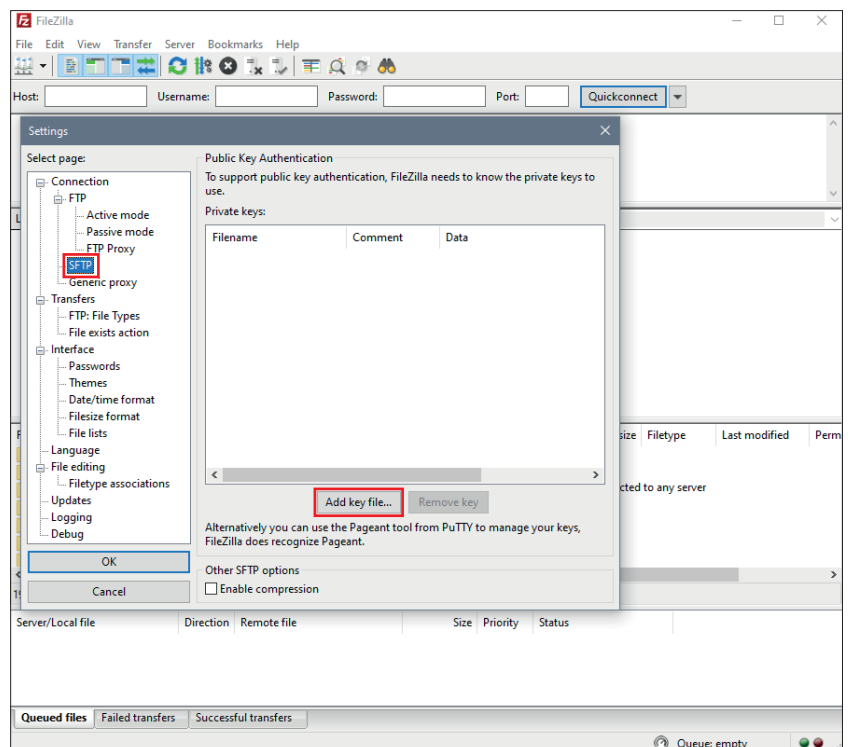 FileZilla
File Edit View Transfer Server Bookmarks Help
Host: Username: Password: Port: Quickconnect
Settings
Select page:
Connection
FTP
Active mode
Passive mode
FTP Proxy
SFTP
Generic proxy
Transfers
FTP: File Types
File exists action
Interface
Passwords
Themes
Date/time format
Filesize format
File lists
Language
File editing
Filetype associations
Updates
Logging
Debug
OK
Cancel
Public Key Authentication
To support public key authentication, FileZilla needs to know the private keys to
use.
Private keys:
Filename Comment Data
Add key file... Remove key
Alternatively you can use the Pageant tool from PuTTY to manage your keys,
FileZilla does recognize Pageant.
Other SFTP options
Enable compression
size Filetype Last modified Perm
cted to any server
Server/Local file Direction Remote file Size Priority Status
Queued files Failed transfers Successful transfers
Queue: empty